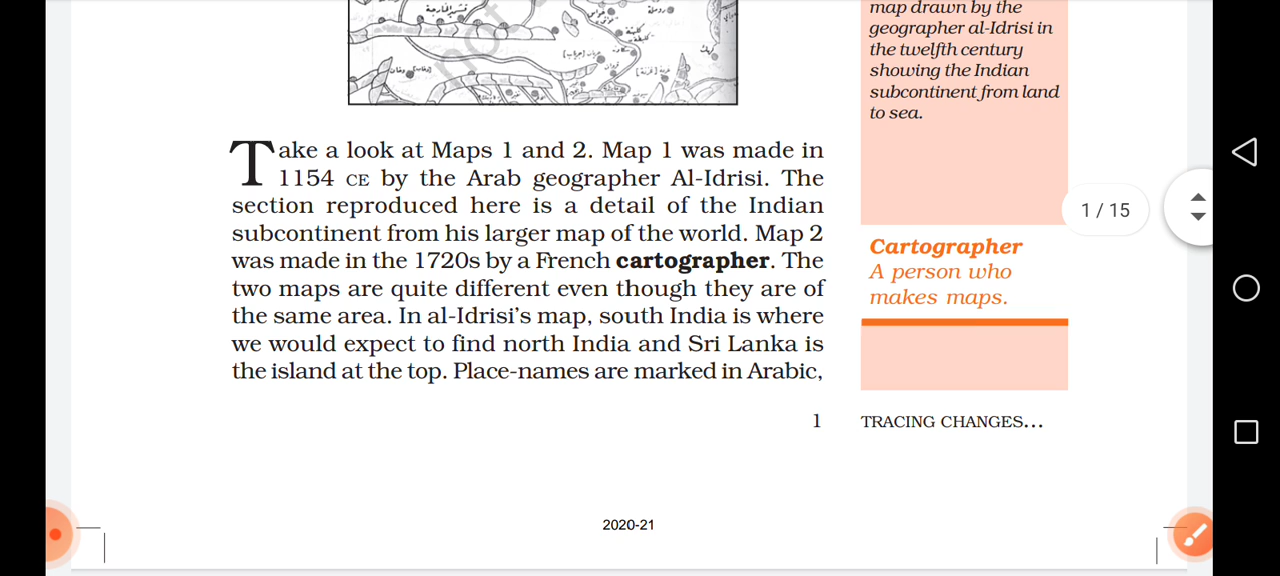 map drawn by the
geographer al-Idrisi in
the twelfth century
showing the Indian
subcontinent from land
to sea.
Take a look at Maps 1 and 2. Map 1 was made in
1154 CE by the Arab geographer Al-Idrisi. The
section reproduced here is a detail of the Indian
subcontinent from his larger map of the world. Map 2
was made in the 1720s by a French cartographer. The
two maps are quite different even though they are of
the same area. In al-Idrisi's map, south India is where
we would expect to find north India and Sri Lanka is
the island at the top. Place-names are marked in Arabic,
1 / 15
Cartographer
A person who
makes maps.
1
TRACING CHANGES...
2020-21